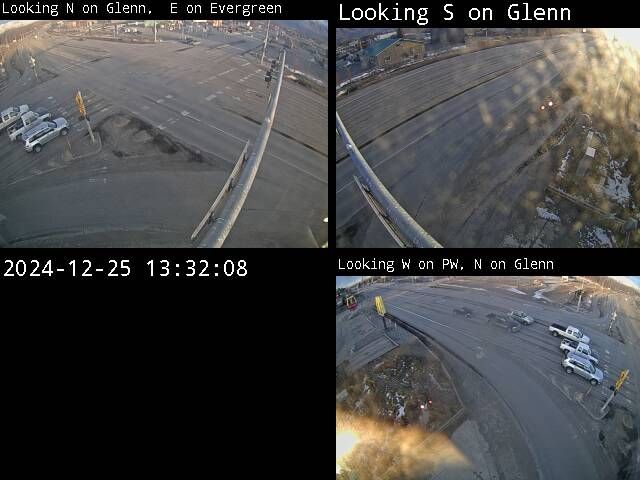 Looking N on Glenn,  E on Evergreen
Looking S on Glenn
2024-12-25 13:32:08
Looking W on PW, N on Glenn